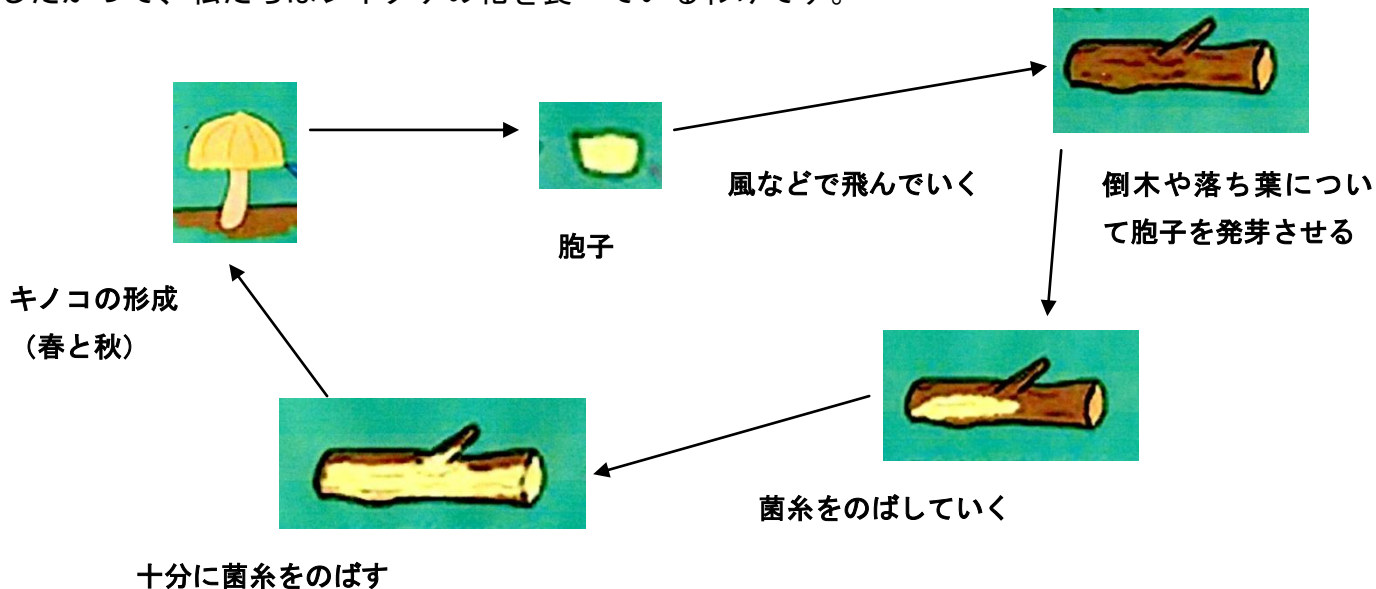 胞子
風などで飛んでいく
倒木や落ち葉につい
て胞子を発芽させる
菌糸をのばしていく
十分に菌糸をのばす
キノコの形成
（春と秋）